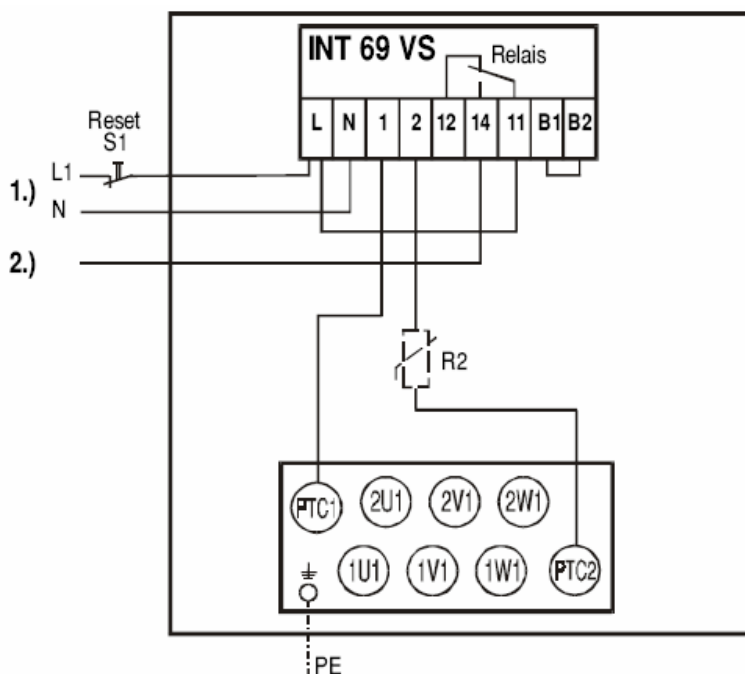 INT 69 VS
Relais
L N 1 2 12 14 11 B1 B2
Reset
S1
1.) L1
N
2.)
R2
PTC1 2U1 2V1 2W1
1U1 1V1 1W1 PTC2
PE